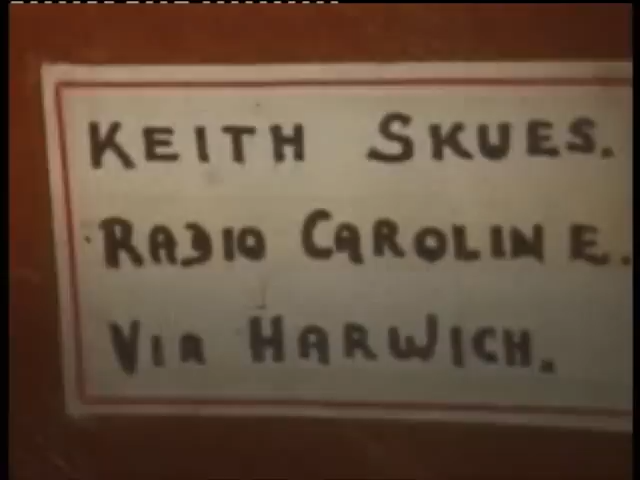 KEITH SKUES.
RADIO CAROLINE.
VIA HARWICH.